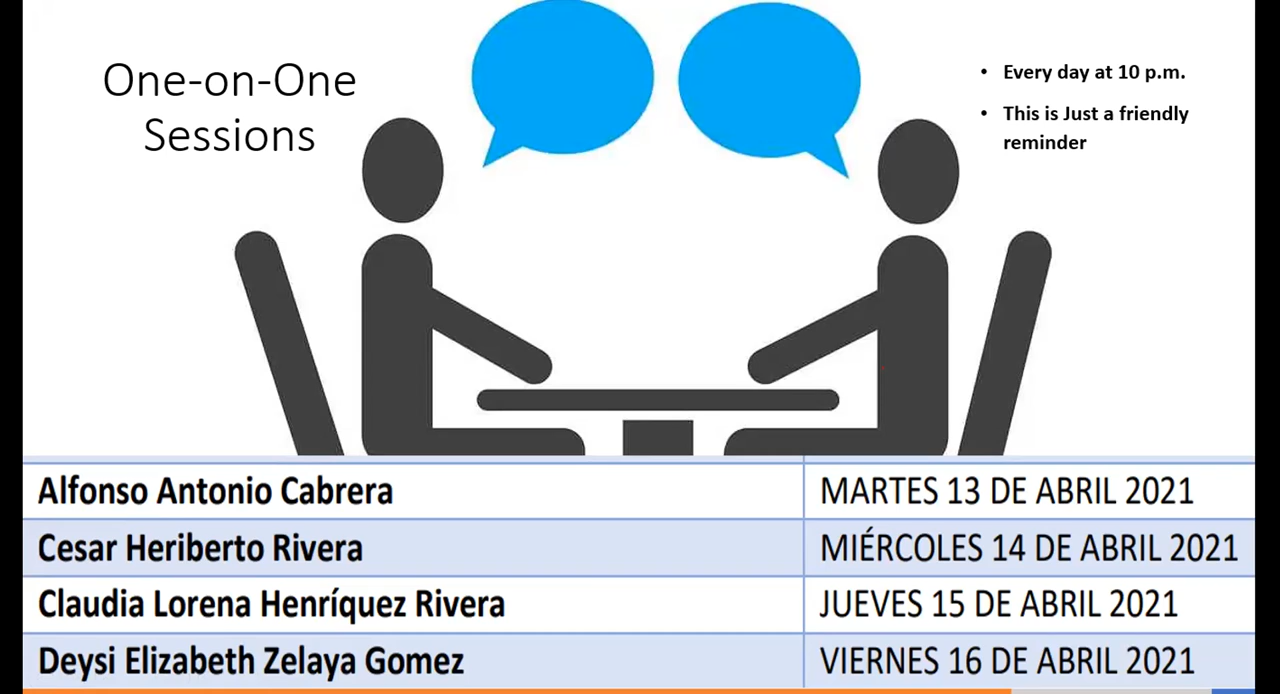 One-on-One
Sessions
• Every day at 10 p.m.
• This is Just a friendly
reminder
Alfonso Antonio Cabrera MARTES 13 DE ABRIL 2021
Cesar Heriberto Rivera MIÉRCOLES 14 DE ABRIL 2021
Claudia Lorena Henríquez Rivera JUEVES 15 DE ABRIL 2021
Deysi Elizabeth Zelaya Gomez VIERNES 16 DE ABRIL 2021